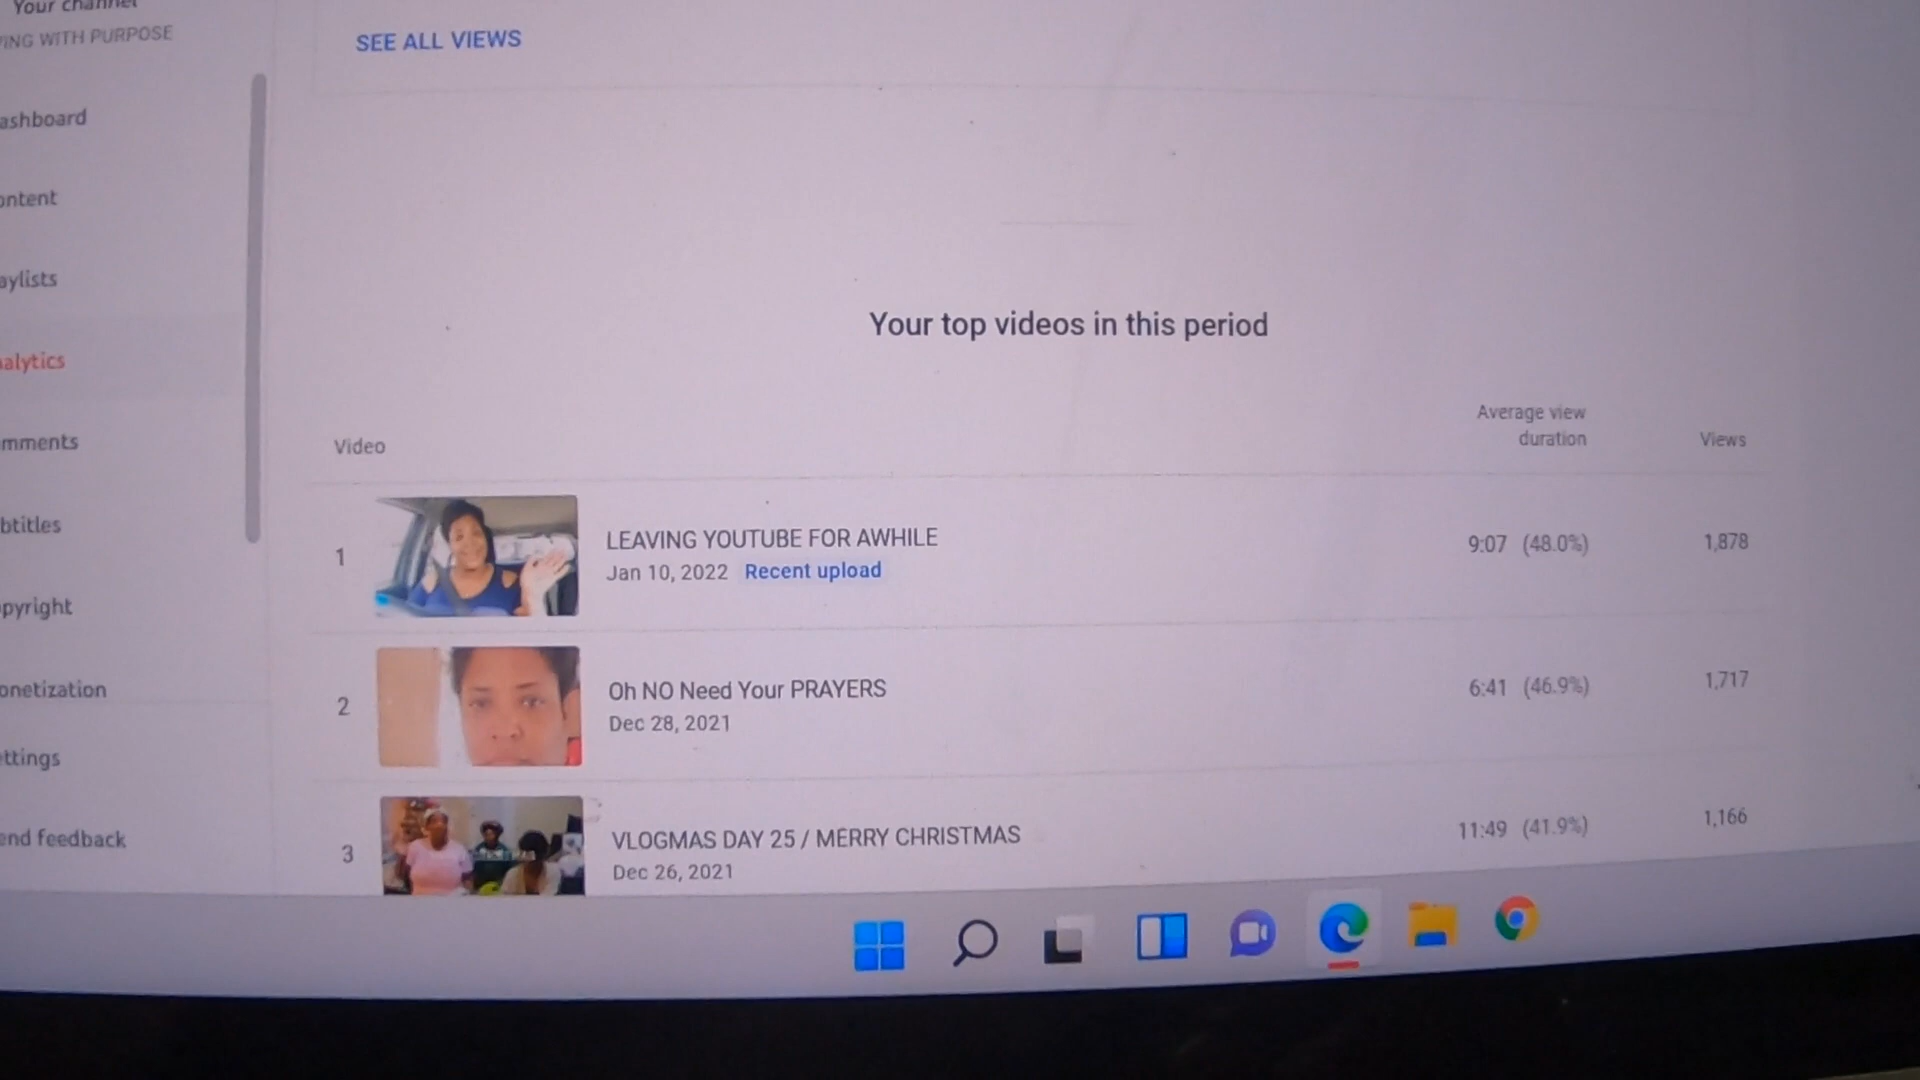 Your channel
ING WITH PURPOSE
ashboard
ontent
aylists
alytics
mments
btitles
pyright
onetization
ettings
end feedback
SEE ALL VIEWS
Your top videos in this period
Video
Average view
duration
Views
1
LEAVING YOUTUBE FOR AWHILE
Jan 10, 2022 Recent upload
9:07 (48.0%)
1,878
2
Oh NO Need Your PRAYERS
Dec 28, 2021
6:41 (46.9%)
1,717
3
VLOGMAS DAY 25 / MERRY CHRISTMAS
Dec 26, 2021
11:49 (41.9%)
1,166